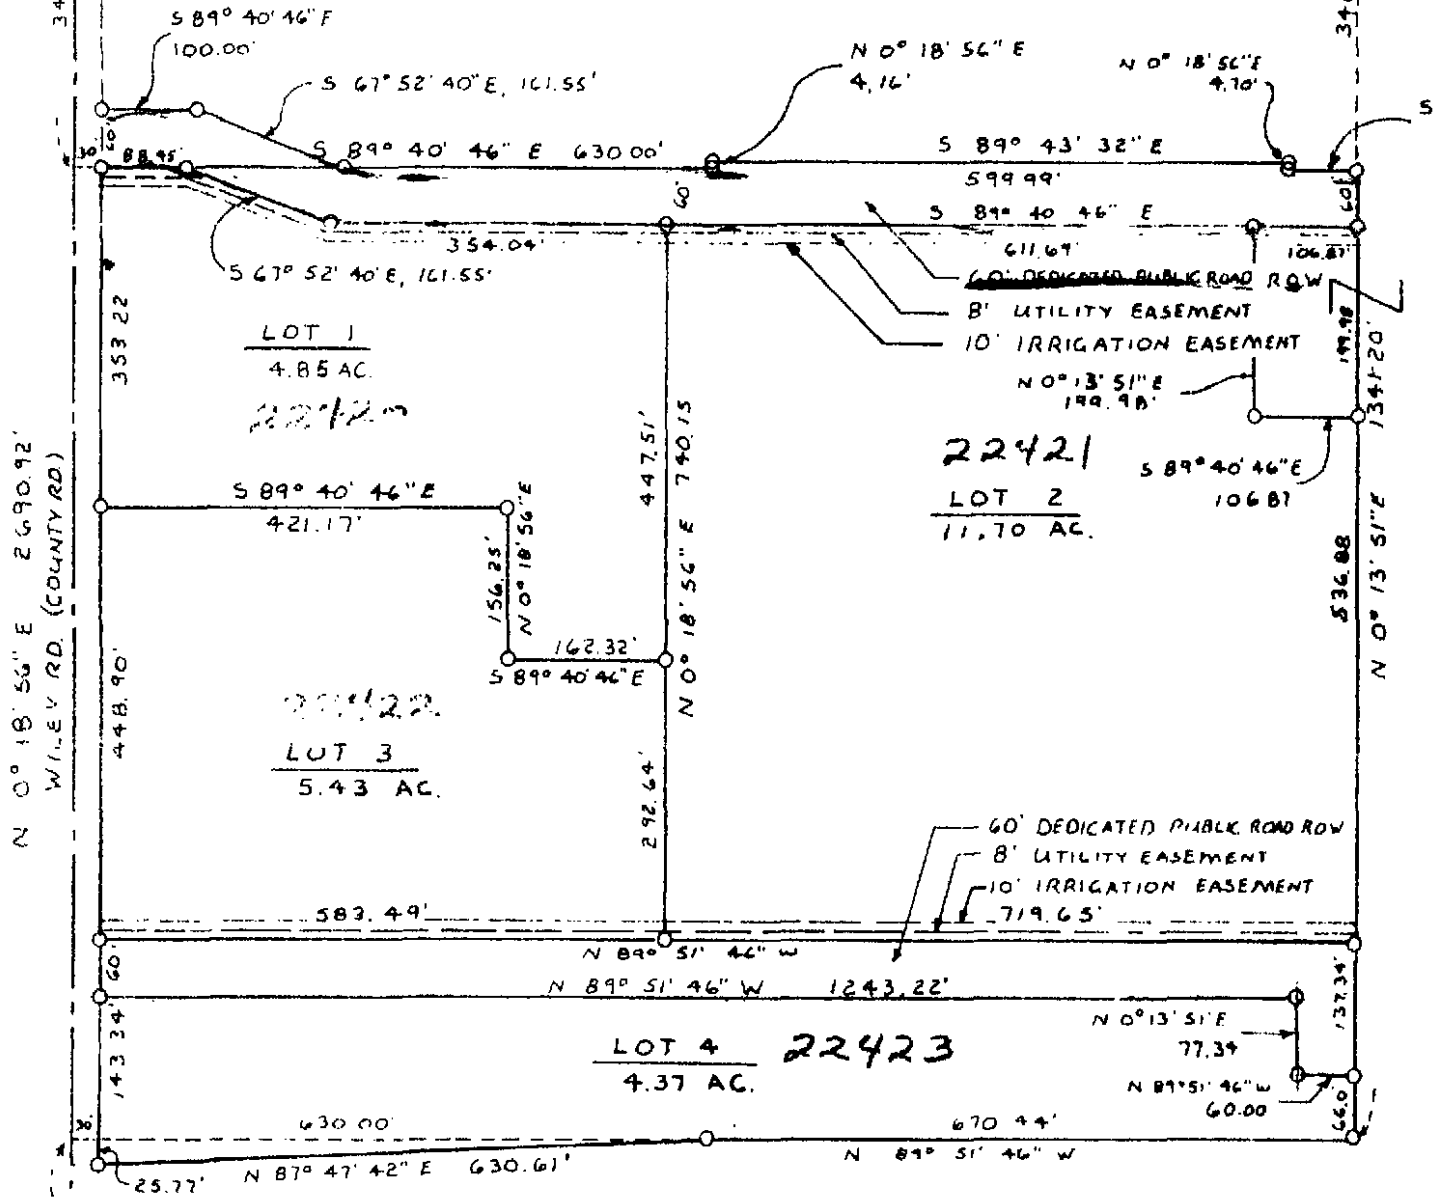 34
S 89° 40' 46" E
100.00'
S 67° 52' 40" E, 161.55'
N 0° 18' 56" E
4.16'
N 0° 18' 56" E
4.70'
S
30'
60'
88.45'
S 89° 40' 46" E 630.00'
S 89° 43' 32" E
599.99'
60'
60'
S 89° 40' 46" E
354.04'
611.69'
106.87'
S 67° 52' 40" E, 161.55'
60' DEDICATED PUBLIC ROAD ROW
8' UTILITY EASEMENT
10' IRRIGATION EASEMENT
353.22
LOT 1
4.85 AC.
22420
N 0° 13' 51" E
199.98'
199.98
1341.20'
N 0° 13' 51" E
447.51'
N 0° 18' 56" E 740.15
22421
LOT 2
11.70 AC.
S 89° 40' 46" E
106.87
S 89° 40' 46" E
421.17'
156.25'
N 0° 18' 56" E
162.32'
S 89° 40' 46" E
N 0° 18' 56" E 2690.92'
WILEY RD. (COUNTY RD.)
448.90'
22422
LOT 3
5.43 AC.
292.64'
536.88
60' DEDICATED PUBLIC ROAD ROW
8' UTILITY EASEMENT
10' IRRIGATION EASEMENT
583.49'
719.65'
N 89° 51' 46" W
60'
N 89° 51' 46" W 1243.22'
137.34'
143.34'
N 0° 13' 51" E
77.34
LOT 4
4.37 AC.
22423
N 89° 51' 46" W
60.00
66.0
30'
630.00'
670.44'
N 89° 51' 46" W
N 87° 47' 42" E 630.61'
25.77'